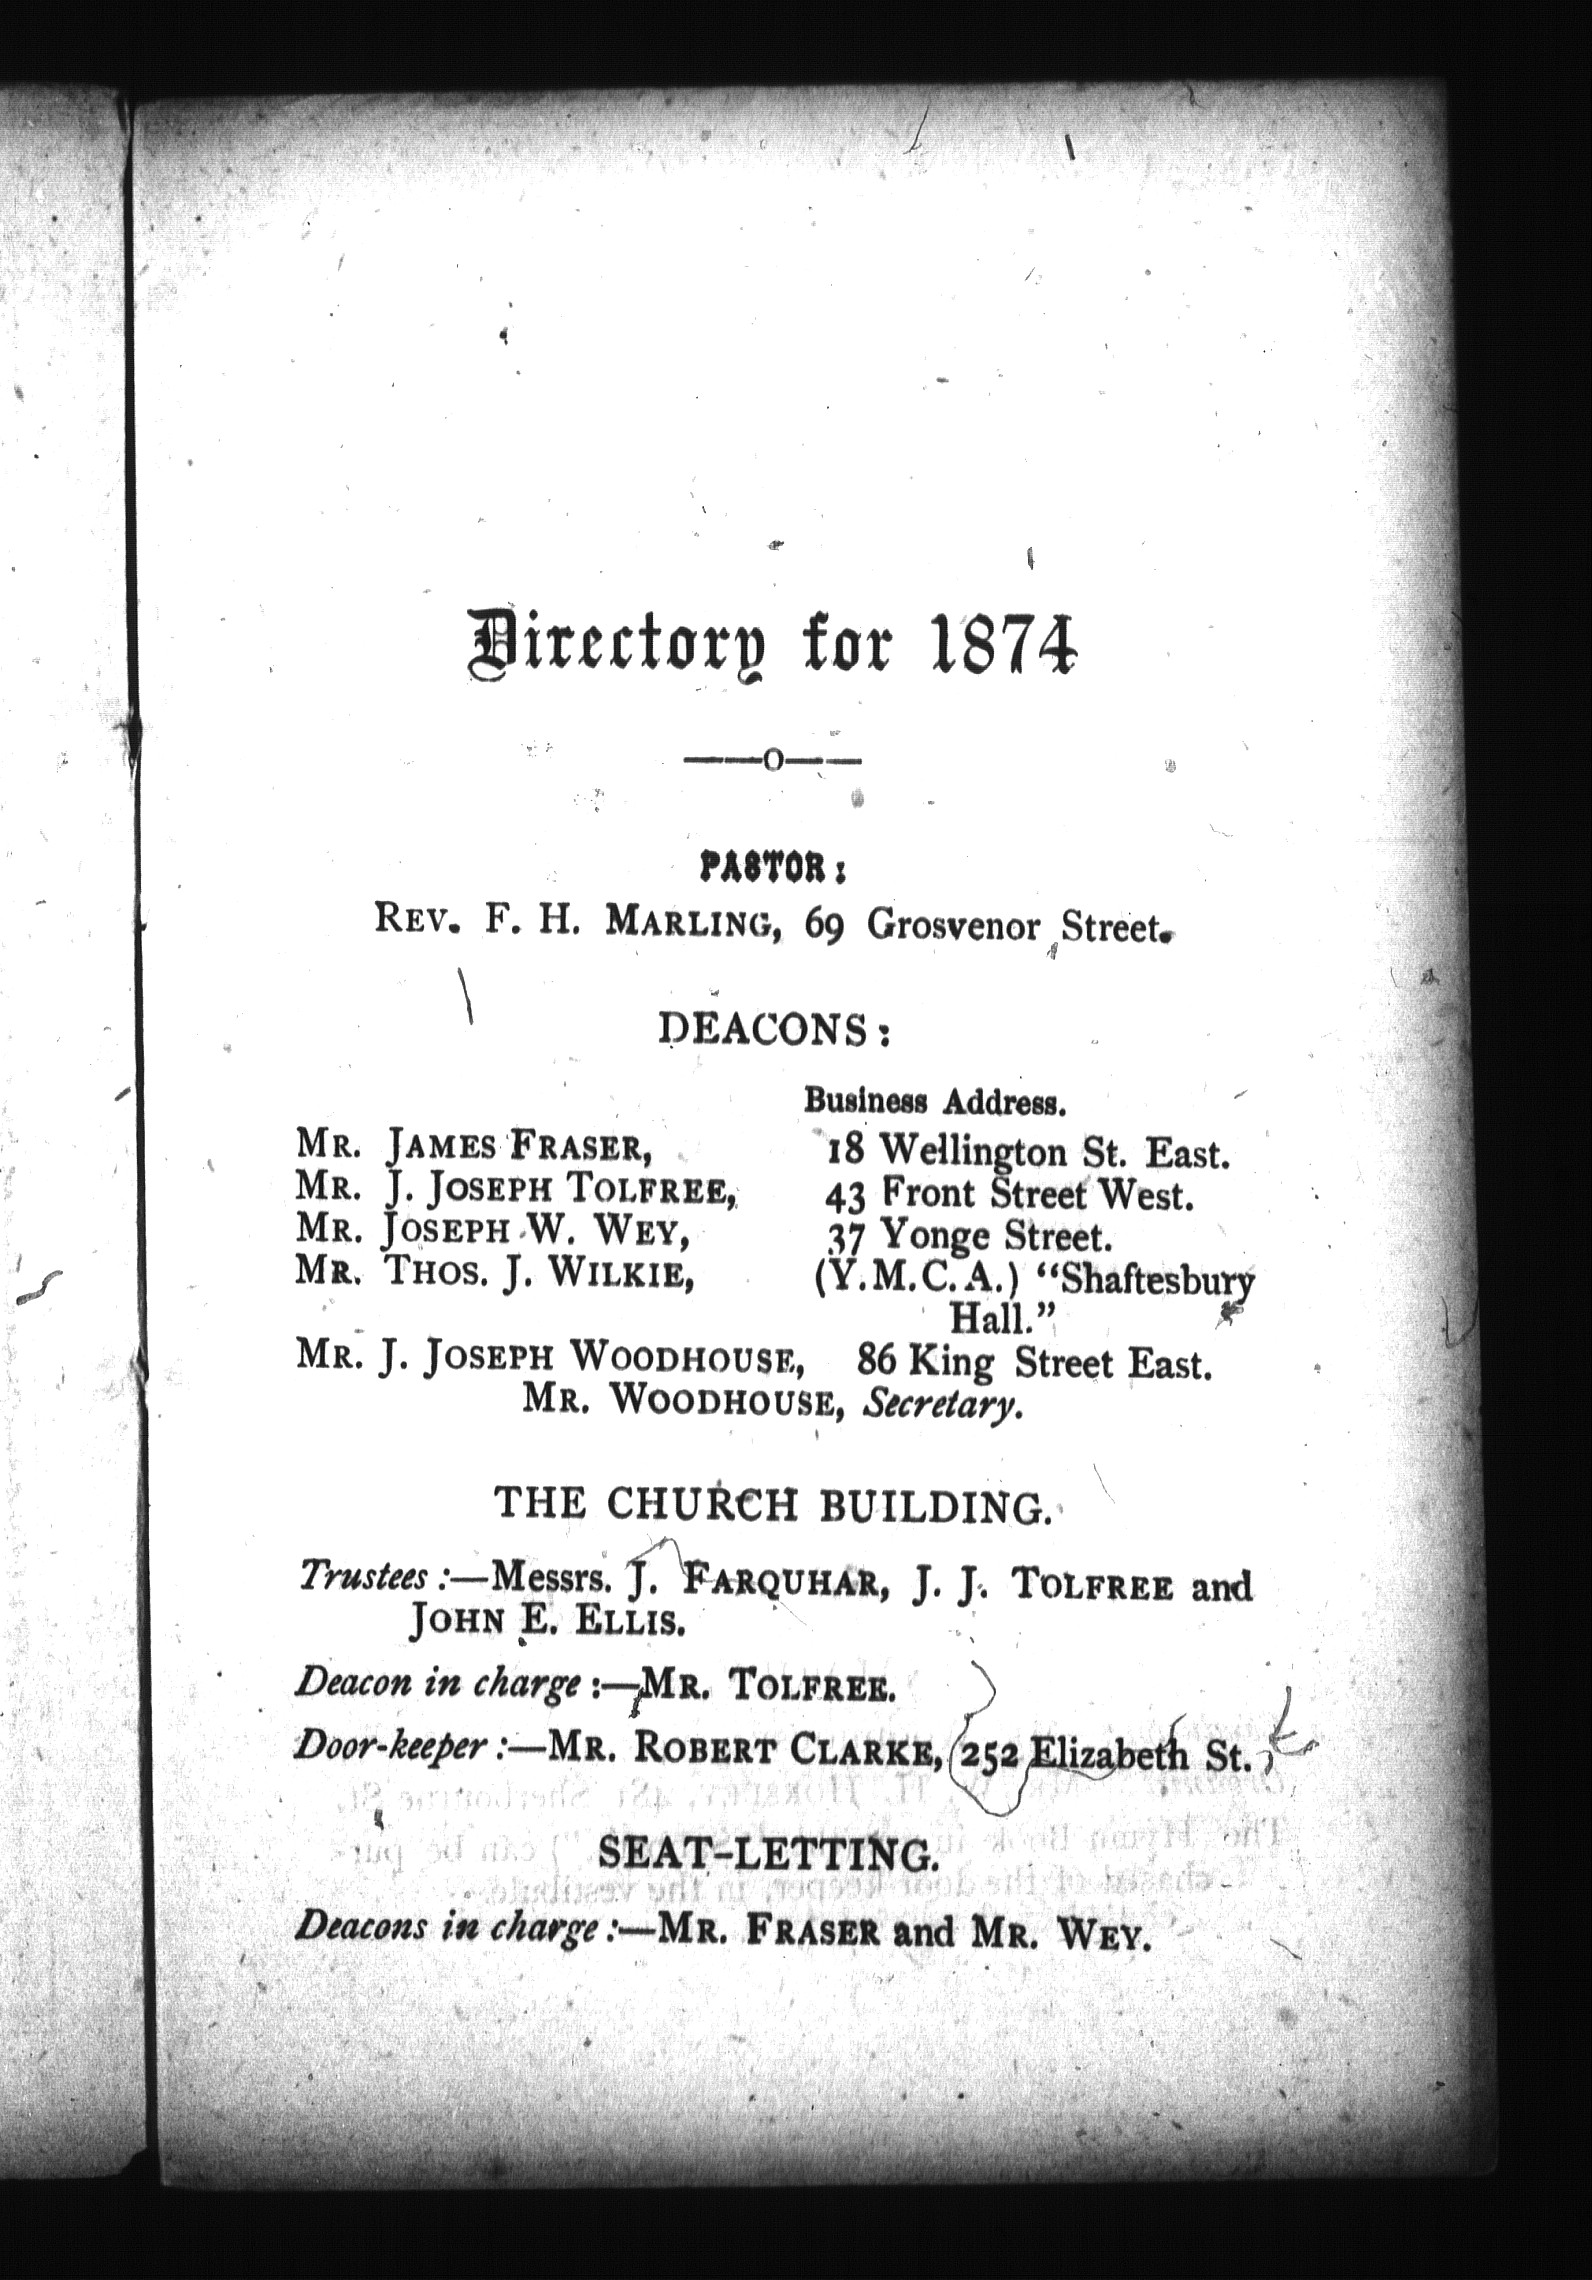 Directory for 1874
——o——
PASTOR:
REV. F. H. MARLING, 69 Grosvenor Street.
DEACONS:
Business Address.
MR. JAMES FRASER, 18 Wellington St. East.
MR. J. JOSEPH TOLFREE, 43 Front Street West.
MR. JOSEPH W. WEY, 37 Yonge Street.
MR. THOS. J. WILKIE, (Y.M.C.A.) “Shaftesbury
Hall.”
MR. J. JOSEPH WOODHOUSE, 86 King Street East.
MR. WOODHOUSE, Secretary.
THE CHURCH BUILDING.
Trustees:—Messrs. J. FARQUHAR, J. J. TOLFREE and
JOHN E. ELLIS.
Deacon in charge:—MR. TOLFREE.
Door-keeper:—MR. ROBERT CLARKE, 252 Elizabeth St.
SEAT-LETTING.
Deacons in charge:—MR. FRASER and MR. WEY.